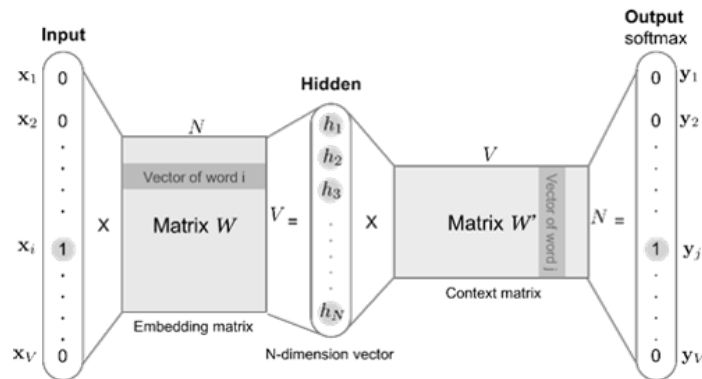 Input
x1
0
x2
0
xi
1
xV
0
X
N
Vector of word i
Matrix W
V =
Embedding matrix
Hidden
h1
h2
h3
hN
N-dimension vector
X
V
Matrix W'
Vector of word j
N =
Context matrix
Output
softmax
0
y1
0
y2
1
yj
0
yV